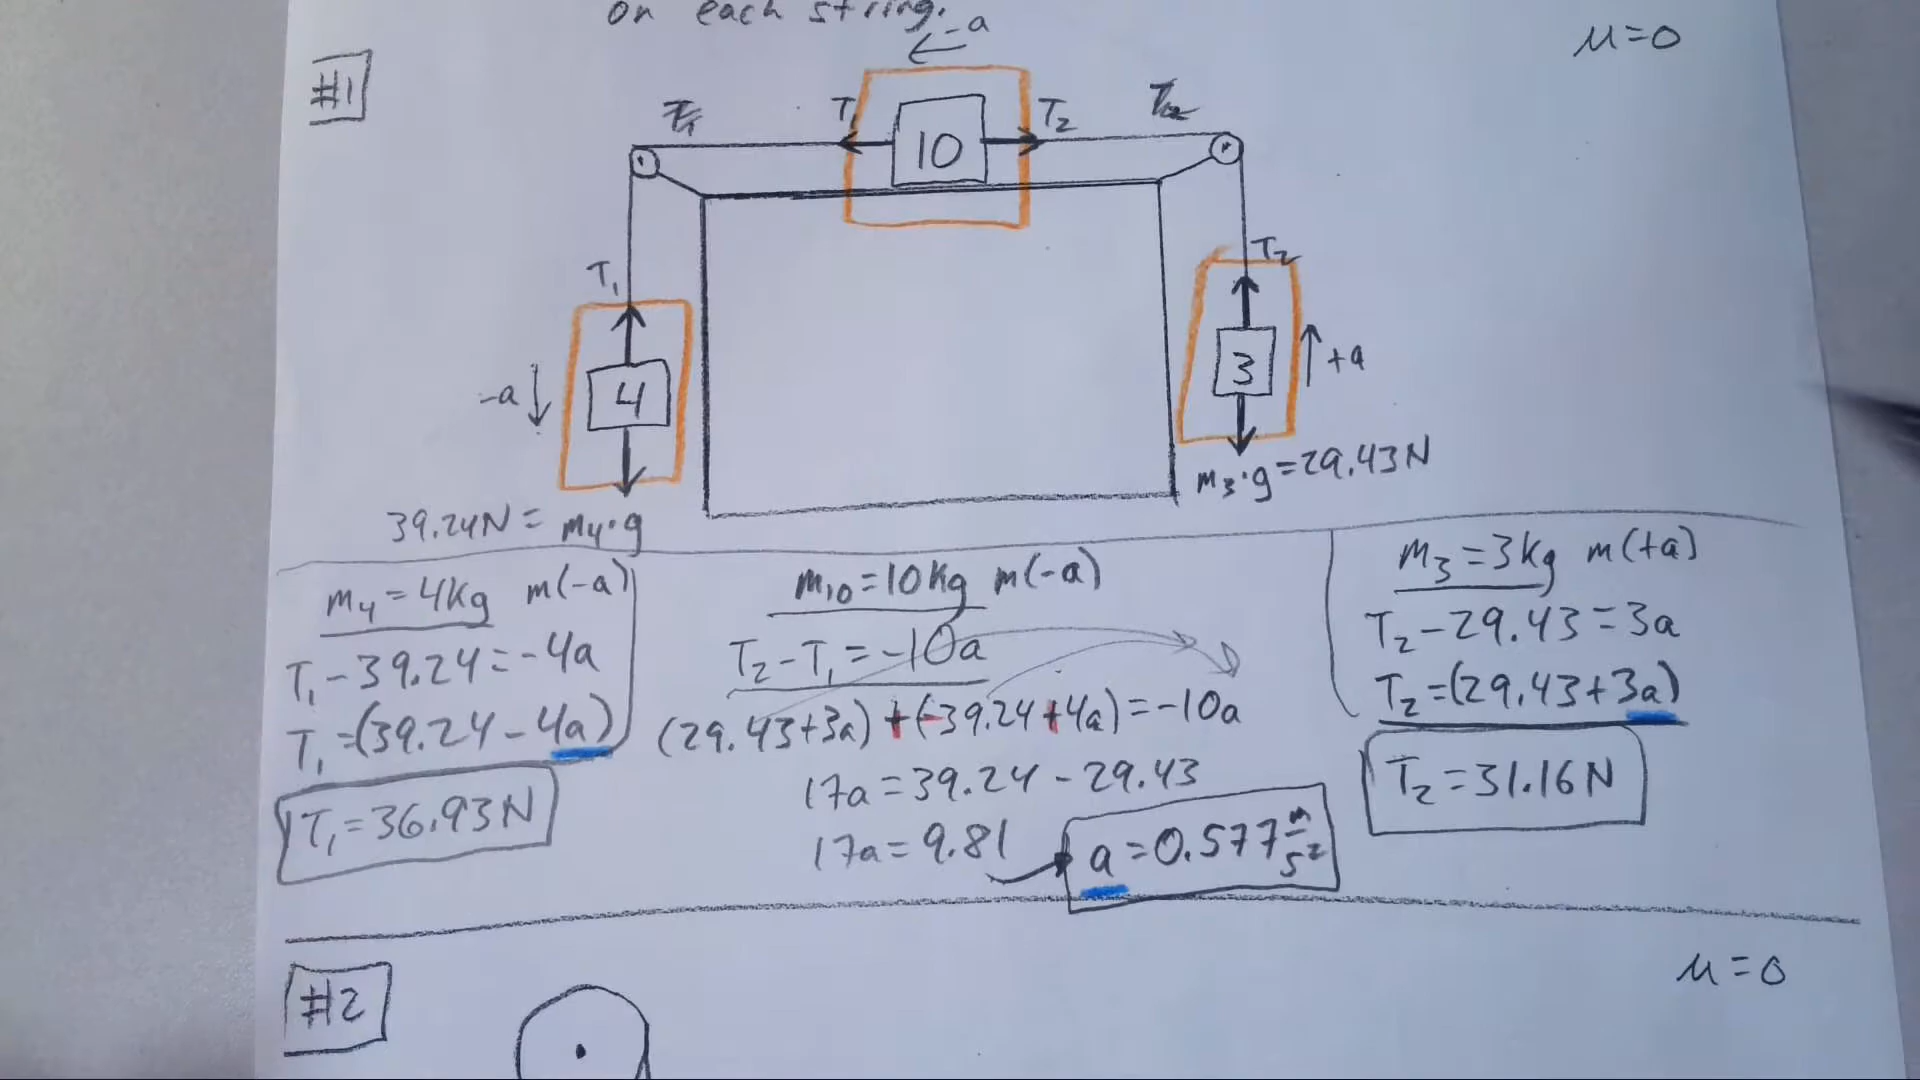 on each string.
#1
μ=0
←-a
T₁
T₁
10
T₂
T₂
T₁
-a↓
4
39.24N = m₄·g
T₂
3
↑+a
m₃·g=29.43N
m₄=4kg m(-a)
T₁-39.24=-4a
T₁=(39.24-4a)
T₁=36.93N
m₁₀=10kg m(-a)
T₂-T₁=-10a
(29.43+3a)+(-39.24+4a)=-10a
17a=39.24-29.43
17a=9.81
a=0.577 m/s²
m₃=3kg m(+a)
T₂-29.43=3a
T₂=(29.43+3a)
T₂=31.16N
#2
μ=0